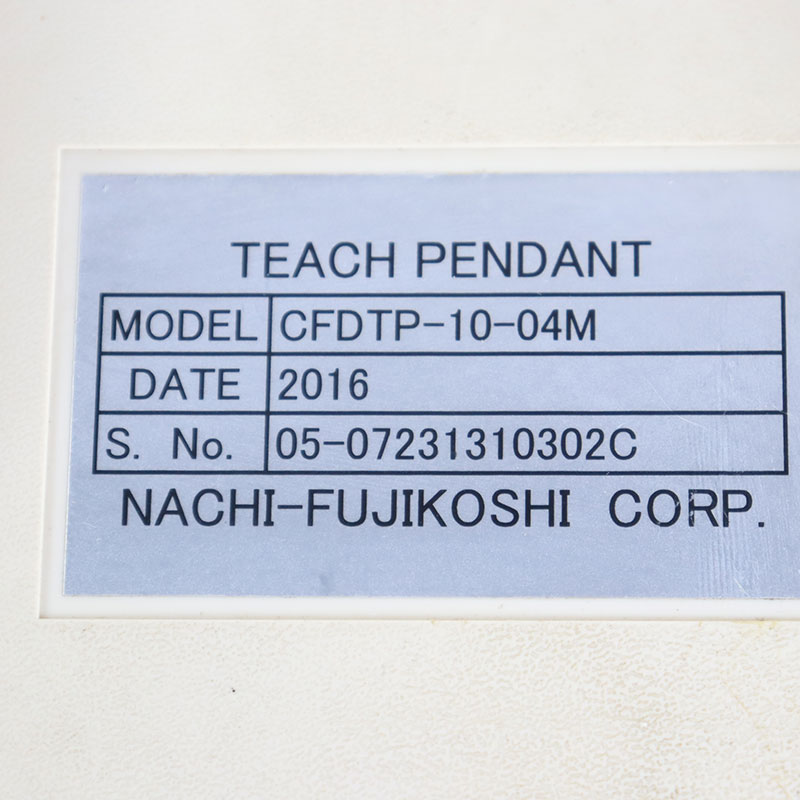 TEACH PENDANT
MODEL CFDTP-10-04M
DATE 2016
S. No. 05-07231310302C
NACHI-FUJIKOSHI CORP.